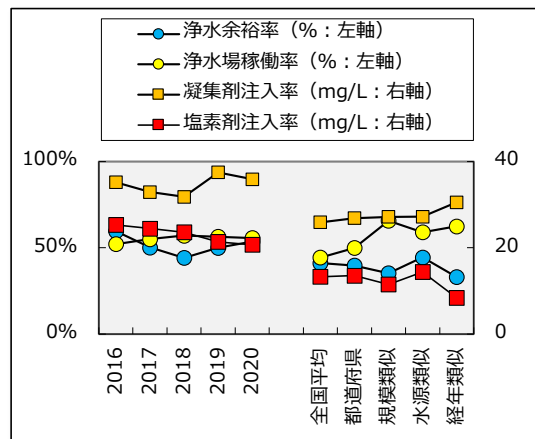 浄水余裕率（%：左軸）
浄水場稼働率（%：左軸）
凝集剤注入率（mg/L：右軸）
塩素剤注入率（mg/L：右軸）
100%
50%
0%
40
20
0
2016
2017
2018
2019
2020
全国平均
都道府県
規模類似
水源類似
経年類似